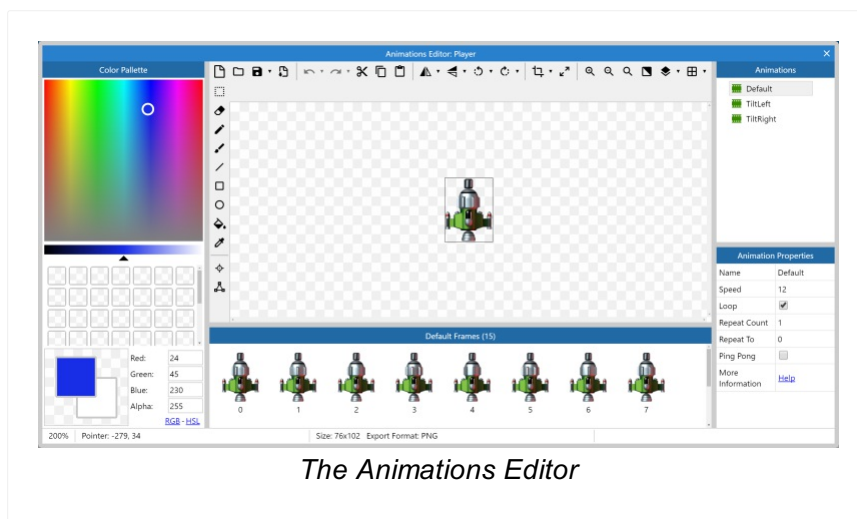 Animations Editor: Player
Color Pallette
Animations
Default
TiltLeft
TiltRight
Animation Properties
Name Default
Speed 12
Loop
Repeat Count 1
Repeat To 0
Ping Pong
More Information Help
Default Frames (15)
0 1 2 3 4 5 6 7
Red: 24
Green: 45
Blue: 230
Alpha: 255
RGB - HSL
200% Pointer: -279, 34 Size: 76x102 Export Format: PNG
The Animations Editor